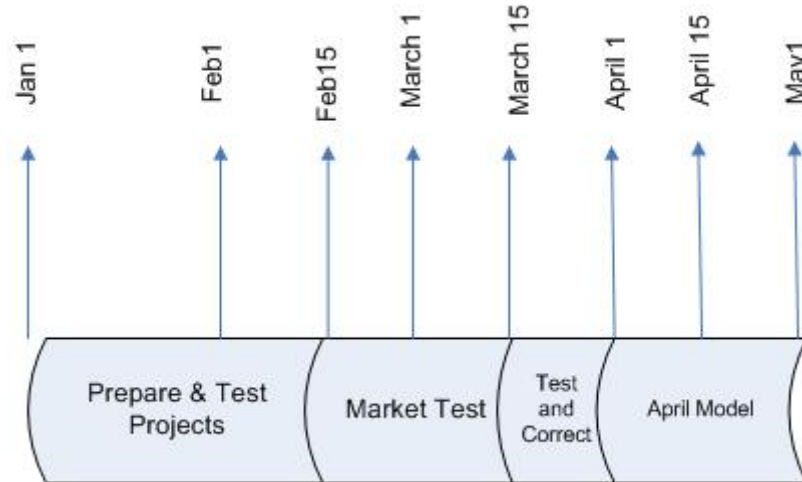 Jan 1
Feb1
Feb15
March 1
March 15
April 1
April 15
May1
Prepare & Test
Projects
Market Test
Test
and
Correct
April Model